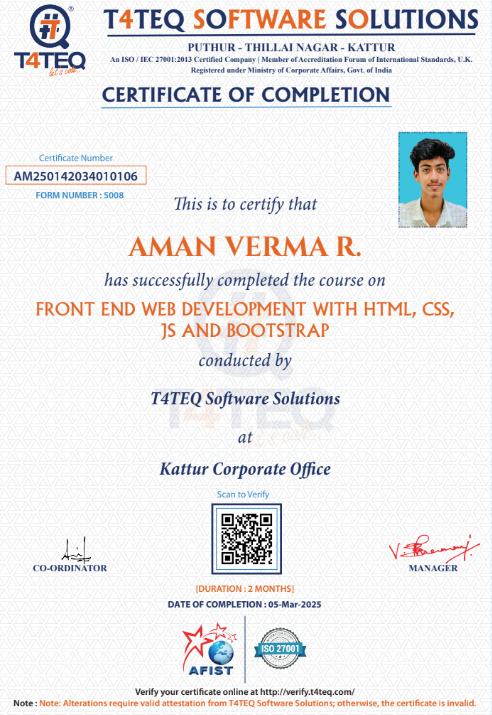 T4TEQ
let's code..
T4TEQ SOFTWARE SOLUTIONS
PUTHUR - THILLAI NAGAR - KATTUR
An ISO / IEC 27001:2013 Certified Company | Member of Accreditation Forum of International Standards, U.K.
Registered under Ministry of Corporate Affairs, Govt. of India
CERTIFICATE OF COMPLETION
Certificate Number
AM250142034010106
FORM NUMBER : 5008
This is to certify that
AMAN VERMA R.
has successfully completed the course on
FRONT END WEB DEVELOPMENT WITH HTML, CSS,
JS AND BOOTSTRAP
conducted by
T4TEQ Software Solutions
T4TEQ
at
Kattur Corporate Office
Scan to Verify
CO-ORDINATOR
MANAGER
[DURATION : 2 MONTHS]
DATE OF COMPLETION : 05-Mar-2025
AFIST
ISO 27001
Verify your certificate online at http://verify.t4teq.com/
Note : Note: Alterations require valid attestation from T4TEQ Software Solutions; otherwise, the certificate is invalid.